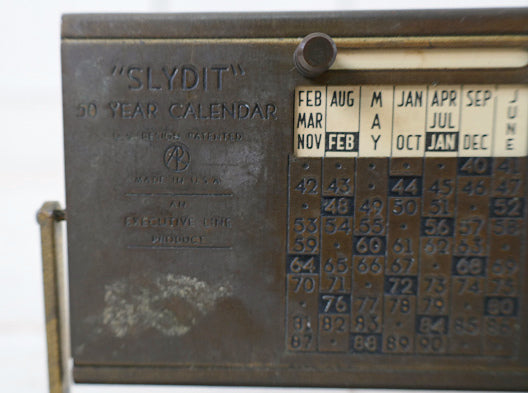 "SLYDIT"
50 YEAR CALENDAR
U.S. DESIGN PATENTED
MADE IN U.S.A.
AN
EXECUTIVE LINE
PRODUCT
FEB AUG M JAN APR SEP J
MAR A JUL U
NOV FEB Y OCT JAN DEC N E
40 41
42 43 • 44 45 46 47
• 48 49 50 51 • 52
53 54 55 • 56 57 58
59 • 60 61 62 63
64 65 66 67 • 68
70 71 • 72 73 74
• 76 77 78 79 • 80
81 82 83 • 84 85
87 • 88 89 90 •